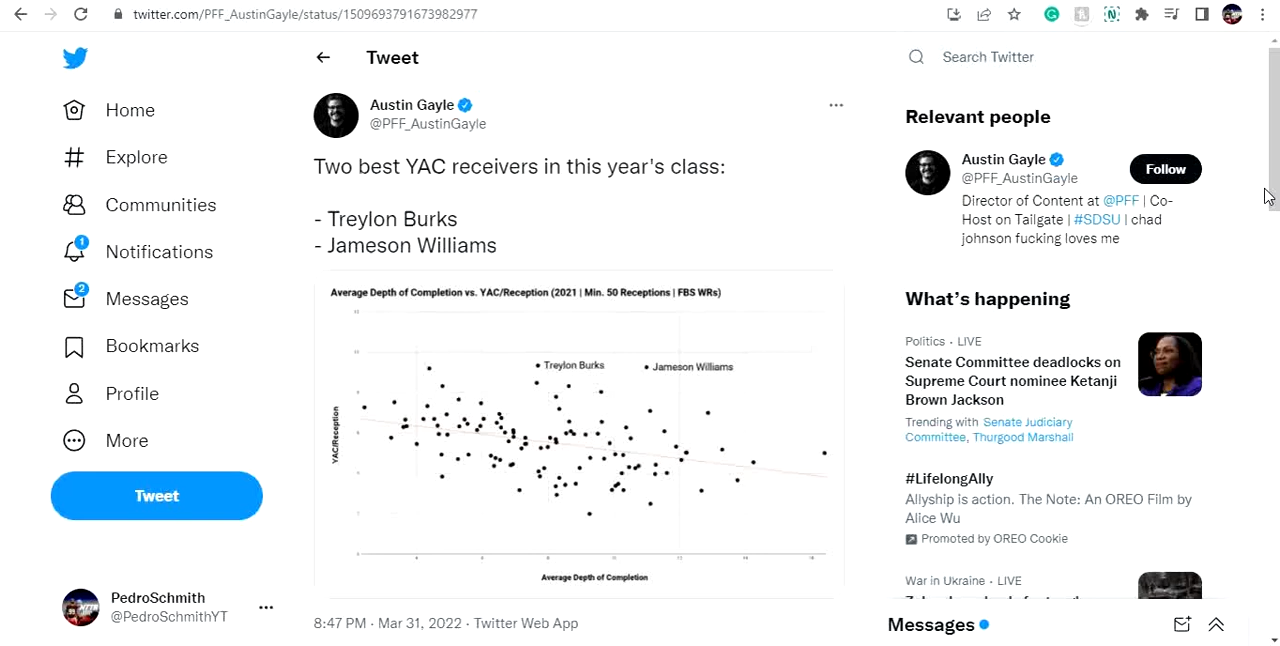 twitter.com/PFF_AustinGayle/status/1509693791673982977
Home
Explore
Communities
1
Notifications
2
Messages
Bookmarks
Profile
More
Tweet
PedroSchmith
@PedroSchmithYT
Tweet
Austin Gayle
@PFF_AustinGayle
Two best YAC receivers in this year's class:
- Treylon Burks
- Jameson Williams
Average Depth of Completion vs. YAC/Reception (2021 | Min. 50 Receptions | FBS WRs)
Treylon Burks
Jameson Williams
YAC/Reception
Average Depth of Completion
8:47 PM · Mar 31, 2022 · Twitter Web App
Search Twitter
Relevant people
Austin Gayle
@PFF_AustinGayle
Follow
Director of Content at @PFF | Co-
Host on Tailgate | #SDSU | chad
johnson fucking loves me
What's happening
Politics · LIVE
Senate Committee deadlocks on
Supreme Court nominee Ketanji
Brown Jackson
Trending with Senate Judiciary
Committee, Thurgood Marshall
#LifelongAlly
Allyship is action. The Note: An OREO Film by
Alice Wu
Promoted by OREO Cookie
War in Ukraine · LIVE
Messages